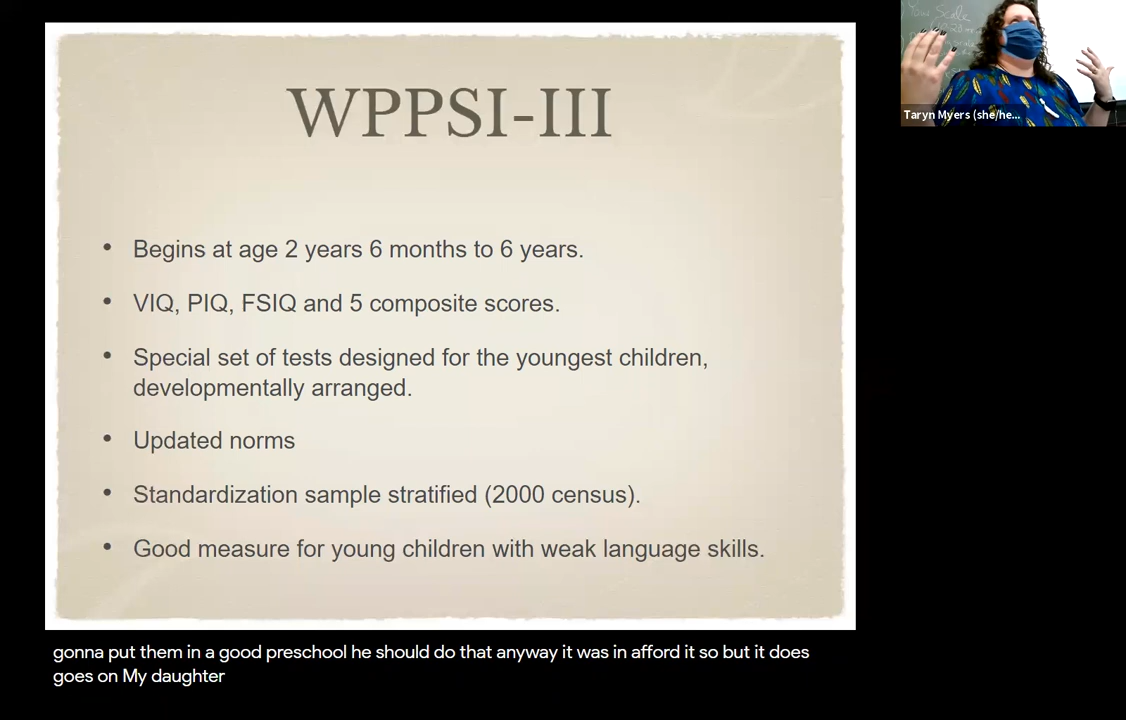 WPPSI-III
• Begins at age 2 years 6 months to 6 years.
• VIQ, PIQ, FSIQ and 5 composite scores.
• Special set of tests designed for the youngest children,
developmentally arranged.
• Updated norms
• Standardization sample stratified (2000 census).
• Good measure for young children with weak language skills.
Scale
Taryn Myers (she/he...
gonna put them in a good preschool he should do that anyway it was in afford it so but it does
goes on My daughter